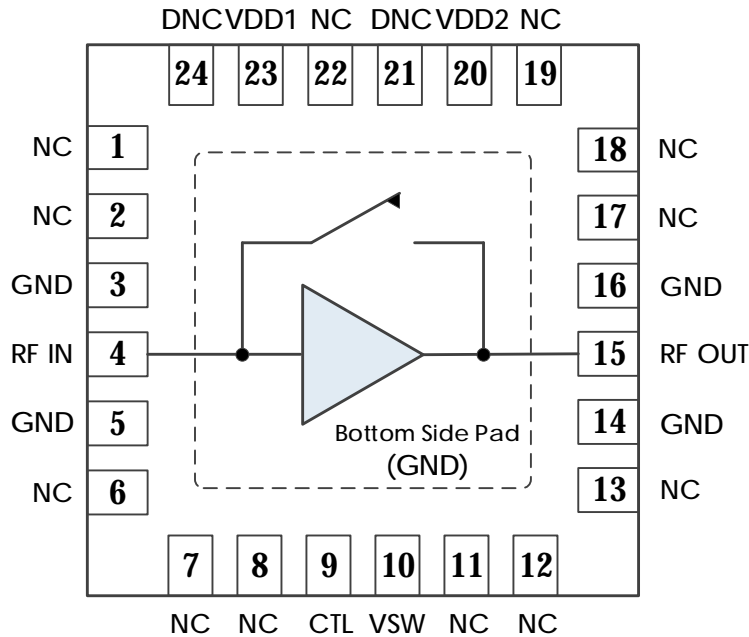 DNC VDD1 NC DNC VDD2 NC
24 23 22 21 20 19
NC 1
18 NC
NC 2
17 NC
GND 3
16 GND
RF IN 4
15 RF OUT
GND 5
14 GND
Bottom Side Pad
(GND)
NC 6
13 NC
7 8 9 10 11 12
NC NC CTL VSW NC NC